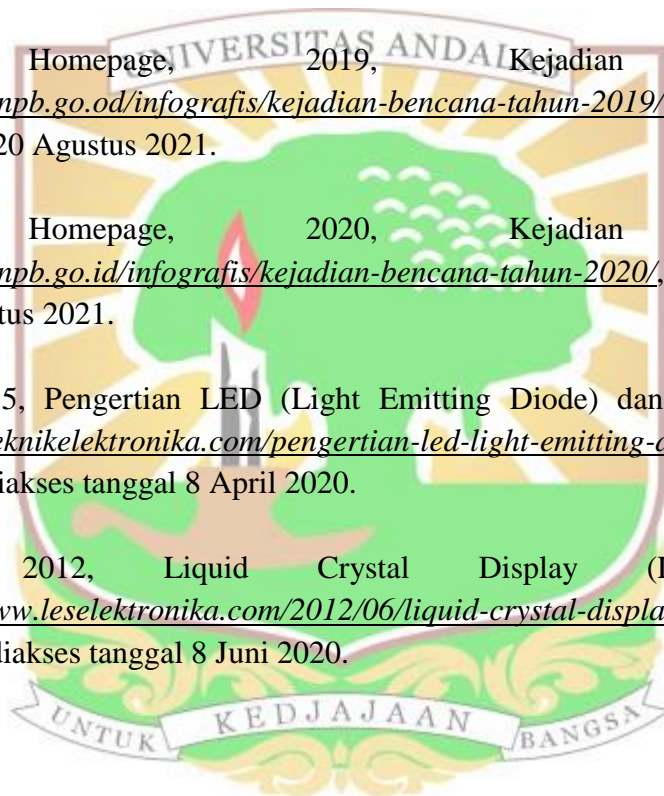 UNIVERSITAS ANDALAS
Homepage, 2019, Kejadian
npb.go.od/infografis/kejadian-bencana-tahun-2019/
20 Agustus 2021.
Homepage, 2020, Kejadian
npb.go.id/infografis/kejadian-bencana-tahun-2020/,
tus 2021.
5, Pengertian LED (Light Emitting Diode) dan
eknikelektronika.com/pengertian-led-light-emitting-d
iakses tanggal 8 April 2020.
2012, Liquid Crystal Display (
ww.leselektronika.com/2012/06/liquid-crystal-displa
diakses tanggal 8 Juni 2020.
UNTUK KEDJAJAAN BANGSA